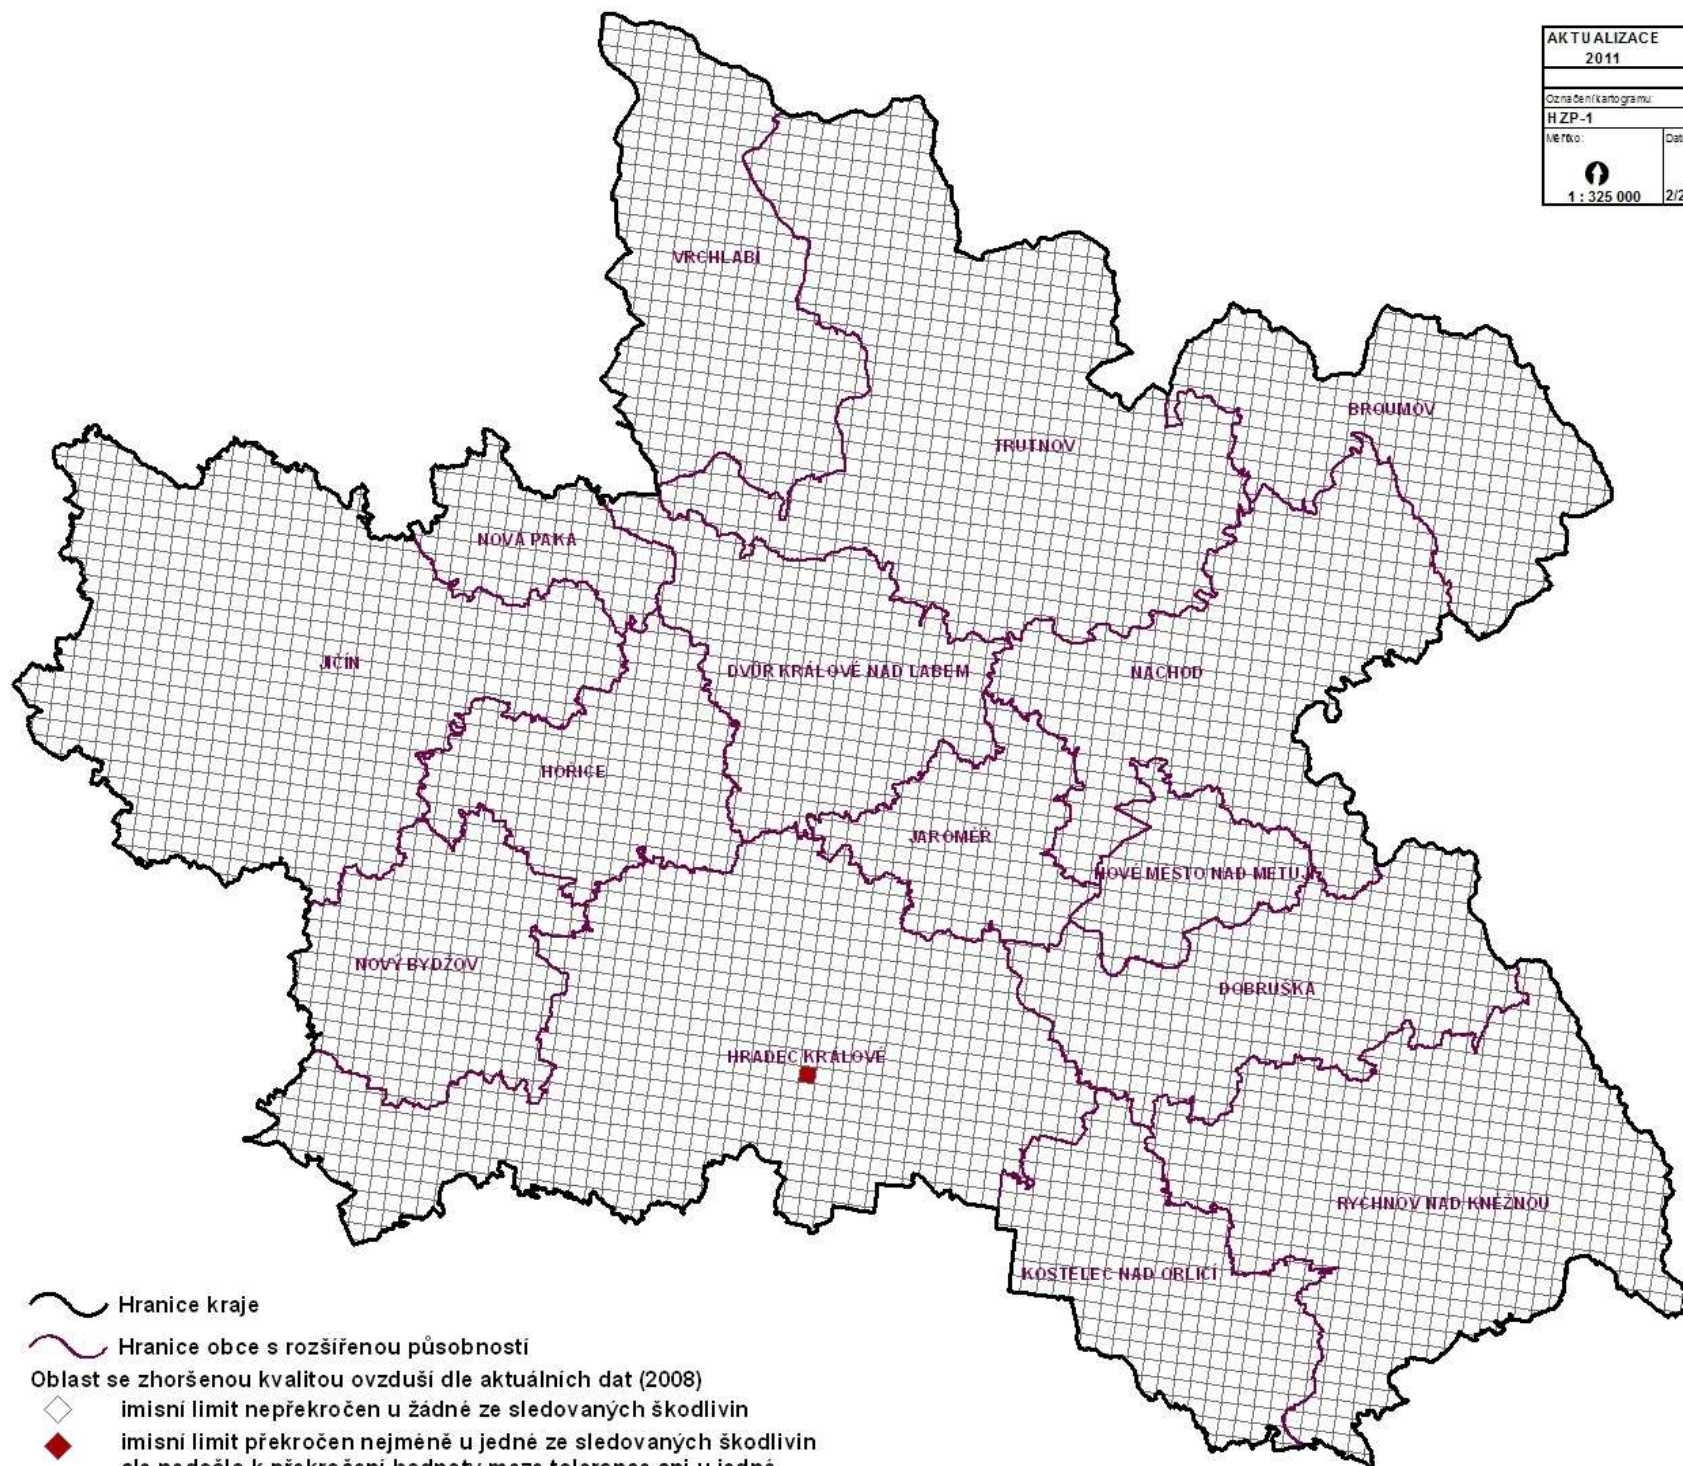 AKTUALIZACE
2011
Označení kartogramu:
HZP-1
Měřítko:
1 : 325 000
VRCHLABÍ
BROUMOV
TRUTNOV
NOVÁ PAKA
JIČÍN
DVŮR KRÁLOVÉ NAD LABEM
NÁCHOD
HOŘICE
JAROMĚŘ
NOVÉ MĚSTO NAD METUJÍ
NOVÝ BYDŽOV
DOBRUŠKA
HRADEC KRÁLOVÉ
RYCHNOV NAD KNĚŽNOU
KOSTELEC NAD ORLICÍ
Hranice kraje
Hranice obce s rozšířenou působností
Oblast se zhoršenou kvalitou ovzduší dle aktuálních dat (2008)
imisní limit nepřekročen u žádné ze sledovaných škodlivin
imisní limit překročen nejméně u jedné ze sledovaných škodlivin